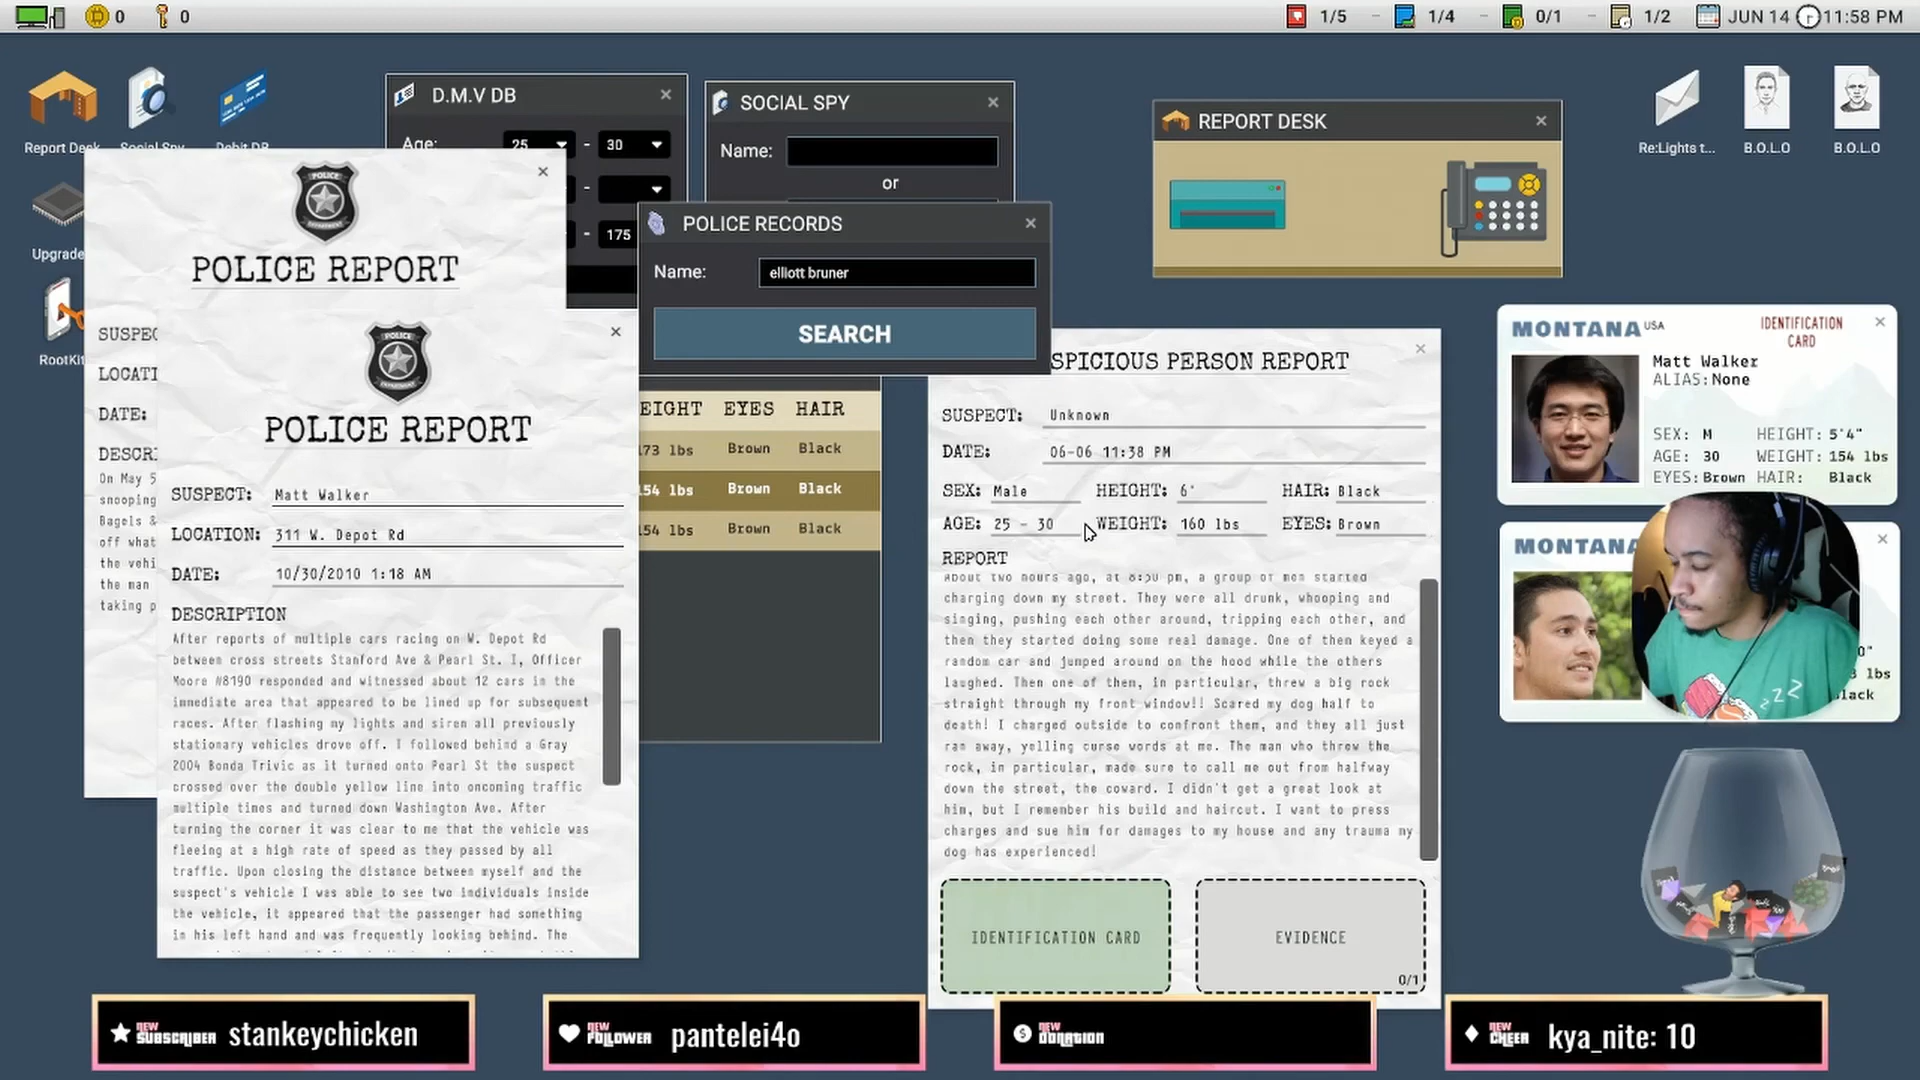 0
0
1/5
-
1/4
-
0/1
-
1/2
JUN 14
11:58 PM
Report Desk
Upgrade
RootKit
D.M.V DB
Age:
25
-
30
-
-
175
SOCIAL SPY
Name:
or
REPORT DESK
Re:Lights t...
B.O.L.O
B.O.L.O
POLICE RECORDS
Name:
elliott bruner
SEARCH
POLICE
POLICE REPORT
SUSPEC
LOCATI
DATE:
DESCRI
On May 5
snooping
Bagels &
off what
the vehi
the man
taking p
POLICE
POLICE REPORT
SUSPECT: Matt Walker
LOCATION: 311 W. Depot Rd
DATE: 10/30/2010 1:18 AM
DESCRIPTION
After reports of multiple cars racing on W. Depot Rd
between cross streets Stanford Ave & Pearl St. I, Officer
Moore #8190 responded and witnessed about 12 cars in the
immediate area that appeared to be lined up for subsequent
races. After flashing my lights and siren all previously
stationary vehicles drove off. I followed behind a Gray
2004 Bonda Trivic as it turned onto Pearl St the suspect
crossed over the double yellow line into oncoming traffic
multiple times and turned down Washington Ave. After
turning the corner it was clear to me that the vehicle was
fleeing at a high rate of speed as they passed by all
traffic. Upon closing the distance between myself and the
suspect's vehicle I was able to see two individuals inside
the vehicle, it appeared that the passenger had something
in his left hand and was frequently looking behind. The
EIGHT EYES HAIR
173 lbs Brown Black
154 lbs Brown Black
154 lbs Brown Black
SPICIOUS PERSON REPORT
SUSPECT: Unknown
DATE: 06-06 11:38 PM
SEX: Male HEIGHT: 6' HAIR: Black
AGE: 25 - 30 WEIGHT: 160 lbs EYES: Brown
REPORT
About two hours ago, at 8:50 pm, a group of men started
charging down my street. They were all drunk, whooping and
singing, pushing each other around, tripping each other, and
then they started doing some real damage. One of them keyed a
random car and jumped around on the hood while the others
laughed. Then one of them, in particular, threw a big rock
straight through my front window!! Scared my dog half to
death! I charged outside to confront them, and they all just
ran away, yelling curse words at me. The man who threw the
rock, in particular, made sure to call me out from halfway
down the street, the coward. I didn't get a great look at
him, but I remember his build and haircut. I want to press
charges and sue him for damages to my house and any trauma my
dog has experienced!
IDENTIFICATION CARD
EVIDENCE
0/1
MONTANA USA
IDENTIFICATION
CARD
Matt Walker
ALIAS: None
SEX: M HEIGHT: 5'4"
AGE: 30 WEIGHT: 154 lbs
EYES: Brown HAIR: Black
MONTANA
0"
lbs
lack
zzz
NEW SUBSCRIBER stankeychicken
NEW FOLLOWER pantelei4o
NEW DONATION
NEW CHEER kya_nite: 10